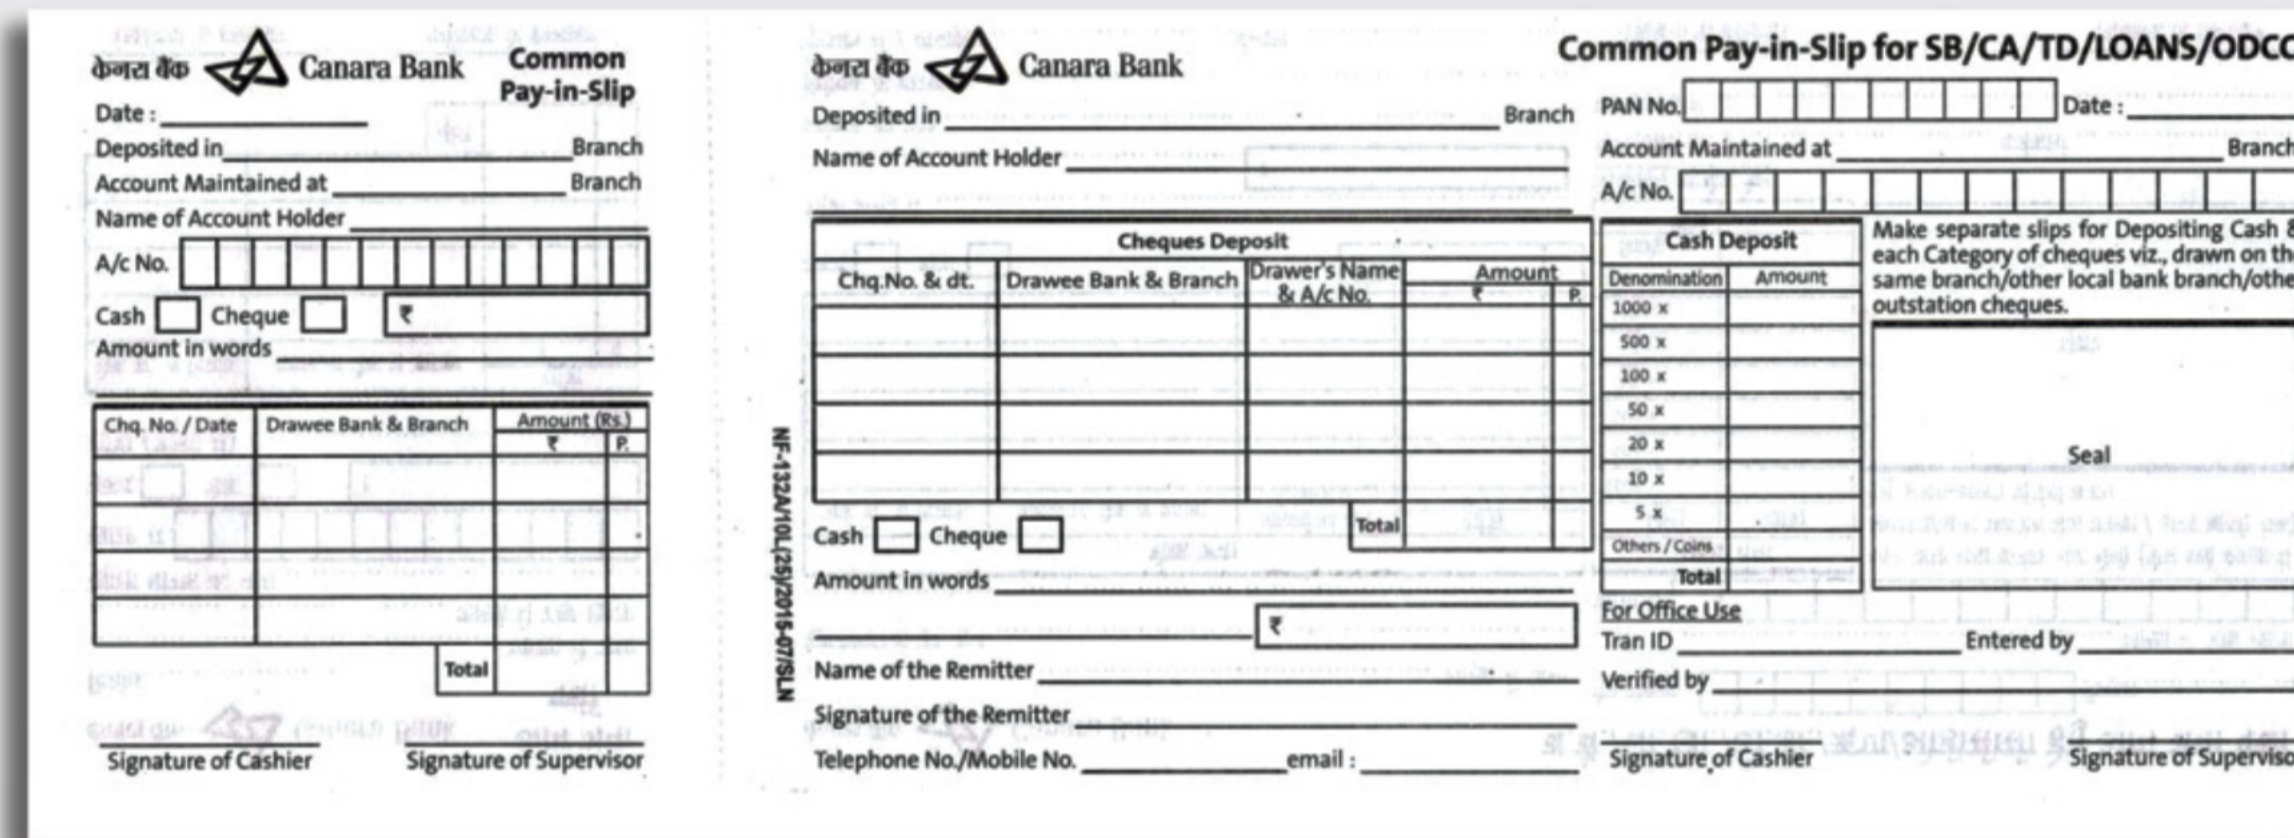 केनरा बैंक Canara Bank Common Pay-in-Slip
Date :
Deposited in Branch
Account Maintained at Branch
Name of Account Holder
A/c No.
Cash Cheque ₹
Amount in words
Chq. No. / Date Drawee Bank & Branch Amount (Rs.)
₹ P.
Total
Signature of Cashier Signature of Supervisor
NF-132A/10L(25)/2015-07/SLN
केनरा बैंक Canara Bank
Common Pay-in-Slip for SB/CA/TD/LOANS/ODCC
Deposited in Branch
PAN No. Date :
Name of Account Holder
Account Maintained at Branch
A/c No.
Cheques Deposit
Chq.No. & dt. Drawee Bank & Branch Drawer's Name & A/c No. Amount
₹ P.
Total
Cash Cheque
Amount in words
₹
Name of the Remitter
Signature of the Remitter
Telephone No./Mobile No. email :
Cash Deposit
Denomination Amount
1000 x
500 x
100 x
50 x
20 x
10 x
5 x
Others / Coins
Total
Make separate slips for Depositing Cash &
each Category of cheques viz., drawn on the
same branch/other local bank branch/other
outstation cheques.
Seal
For Office Use
Tran ID Entered by
Verified by
Signature of Cashier Signature of Supervisor